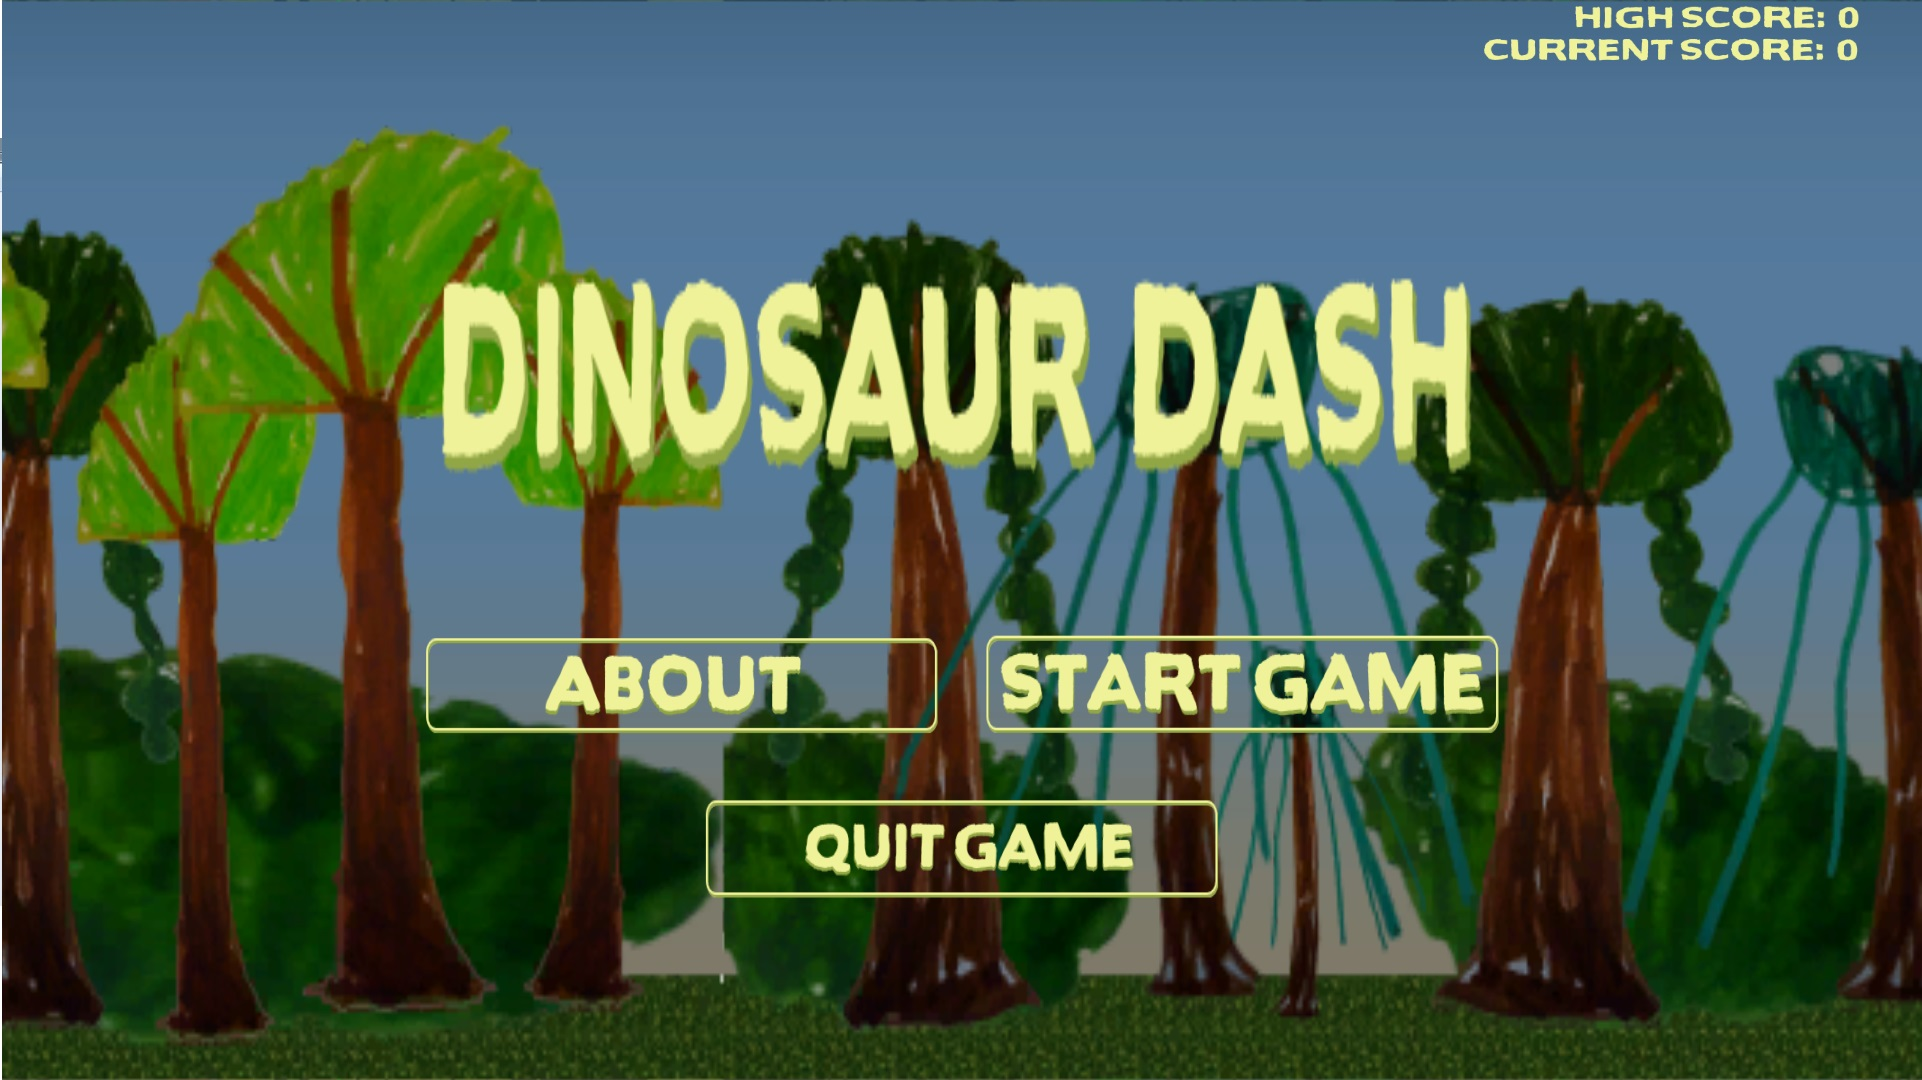 HIGH SCORE: 0
CURRENT SCORE: 0
DINOSAUR DASH
ABOUT
START GAME
QUIT GAME